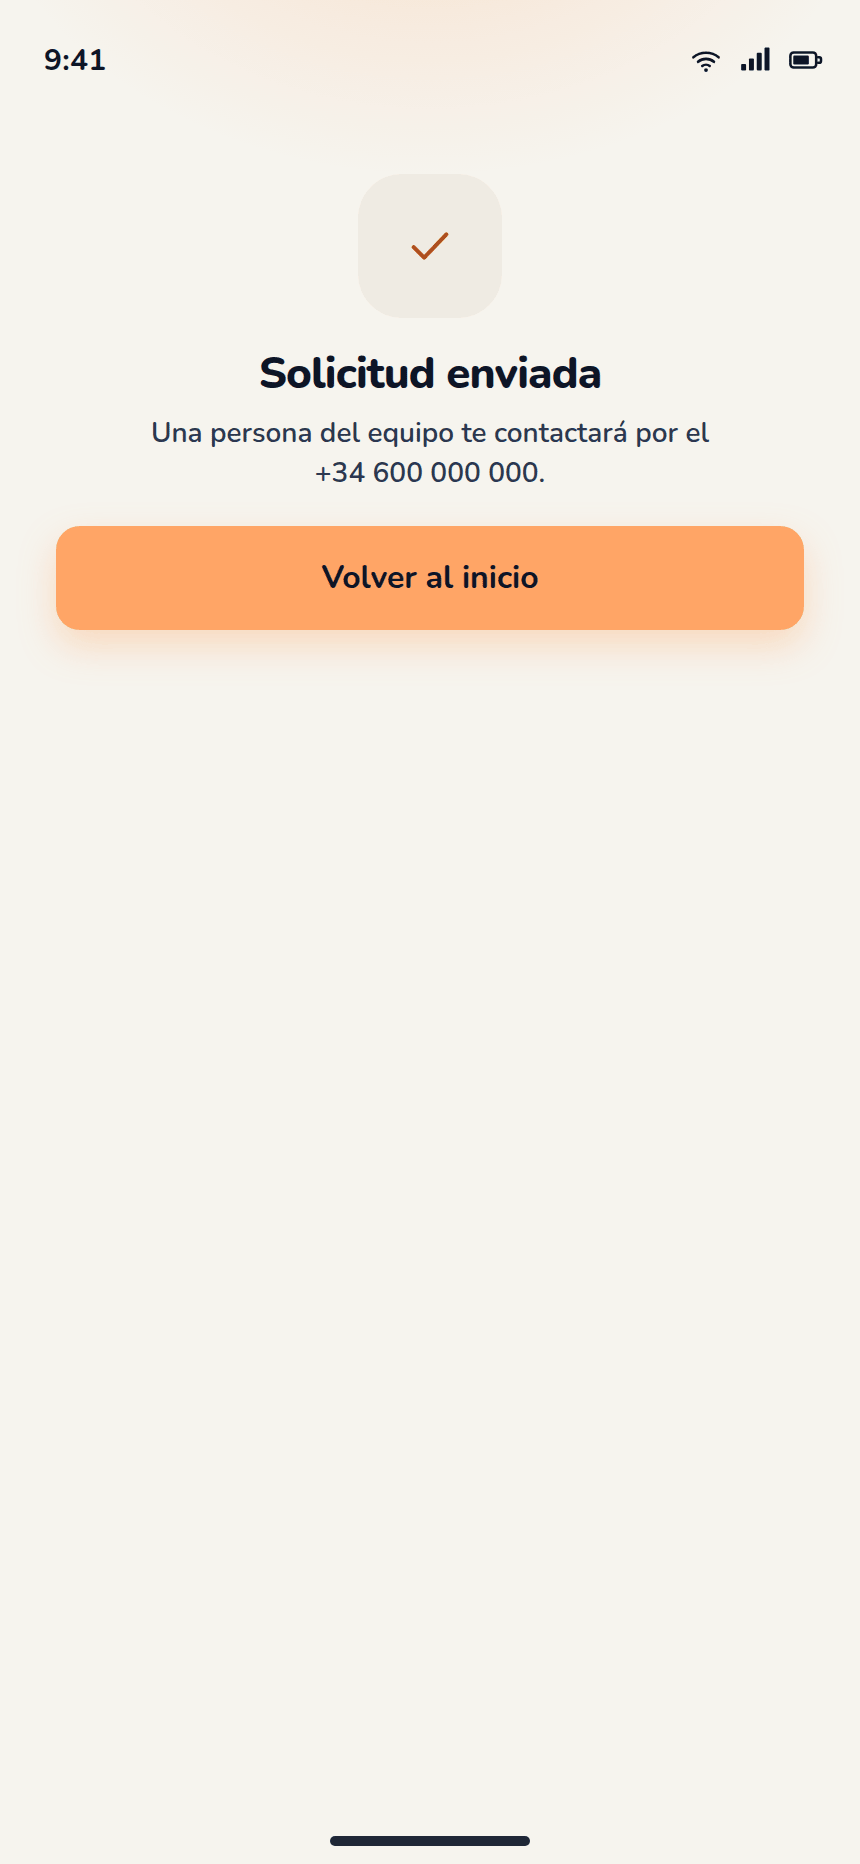 9:41
Solicitud enviada
Una persona del equipo te contactará por el
+34 600 000 000.
Volver al inicio